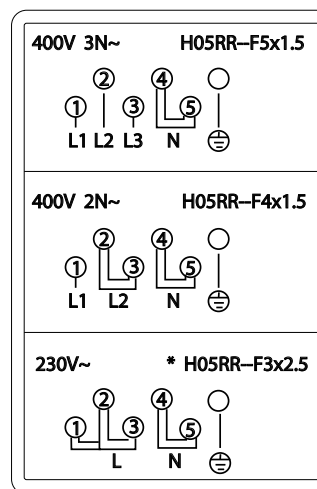 400V 3N~ H05RR--F5x1.5
2 4
1 3 5
L1 L2 L3 N
400V 2N~ H05RR--F4x1.5
2 4
1 3 5
L1 L2 N
230V~ * H05RR--F3x2.5
2 4
1 3 5
L N